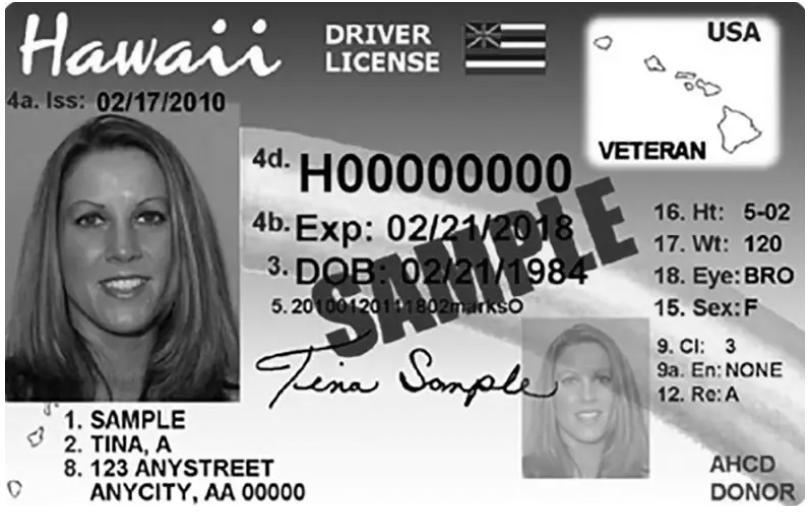 Hawaii
DRIVER
LICENSE
USA
VETERAN
4a. Iss: 02/17/2010
4d. H00000000
4b. Exp: 02/21/2018
3. DOB: 02/21/1984
5. 20100120111802marksO
SAMPLE
16. Ht: 5-02
17. Wt: 120
18. Eye: BRO
15. Sex: F
9. Cl: 3
9a. En: NONE
12. Re: A
Tina Sample
1. SAMPLE
2. TINA, A
8. 123 ANYSTREET
ANYCITY, AA 00000
AHCD
DONOR